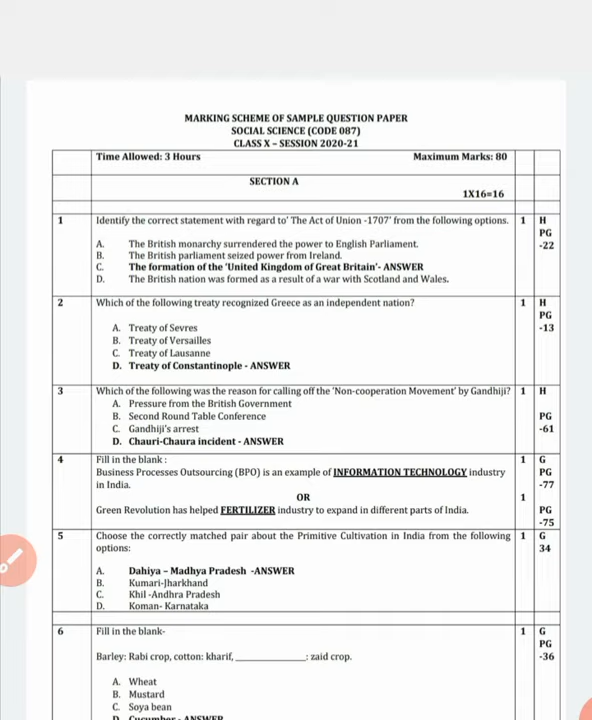 MARKING SCHEME OF SAMPLE QUESTION PAPER
SOCIAL SCIENCE (CODE 087)
CLASS X – SESSION 2020-21
Time Allowed: 3 Hours Maximum Marks: 80
SECTION A
1X16=16
1 Identify the correct statement with regard to' The Act of Union -1707' from the following options. 1 H
PG
-22
A. The British monarchy surrendered the power to English Parliament.
B. The British parliament seized power from Ireland.
C. The formation of the 'United Kingdom of Great Britain'- ANSWER
D. The British nation was formed as a result of a war with Scotland and Wales.
2 Which of the following treaty recognized Greece as an independent nation? 1 H
PG
-13
A. Treaty of Sevres
B. Treaty of Versailles
C. Treaty of Lausanne
D. Treaty of Constantinople - ANSWER
3 Which of the following was the reason for calling off the 'Non-cooperation Movement' by Gandhiji? 1 H
A. Pressure from the British Government
B. Second Round Table Conference PG
C. Gandhiji's arrest -61
D. Chauri-Chaura incident - ANSWER
4 Fill in the blank : 1 G
Business Processes Outsourcing (BPO) is an example of INFORMATION TECHNOLOGY industry PG
in India. -77
OR 1
Green Revolution has helped FERTILIZER industry to expand in different parts of India. PG
-75
5 Choose the correctly matched pair about the Primitive Cultivation in India from the following 1 G
options: 34
A. Dahiya – Madhya Pradesh -ANSWER
B. Kumari-Jharkhand
C. Khil -Andhra Pradesh
D. Koman- Karnataka
6 Fill in the blank- 1 G
PG
Barley: Rabi crop, cotton: kharif,______________: zaid crop. -36
A. Wheat
B. Mustard
C. Soya bean
D. Cucumber - ANSWER